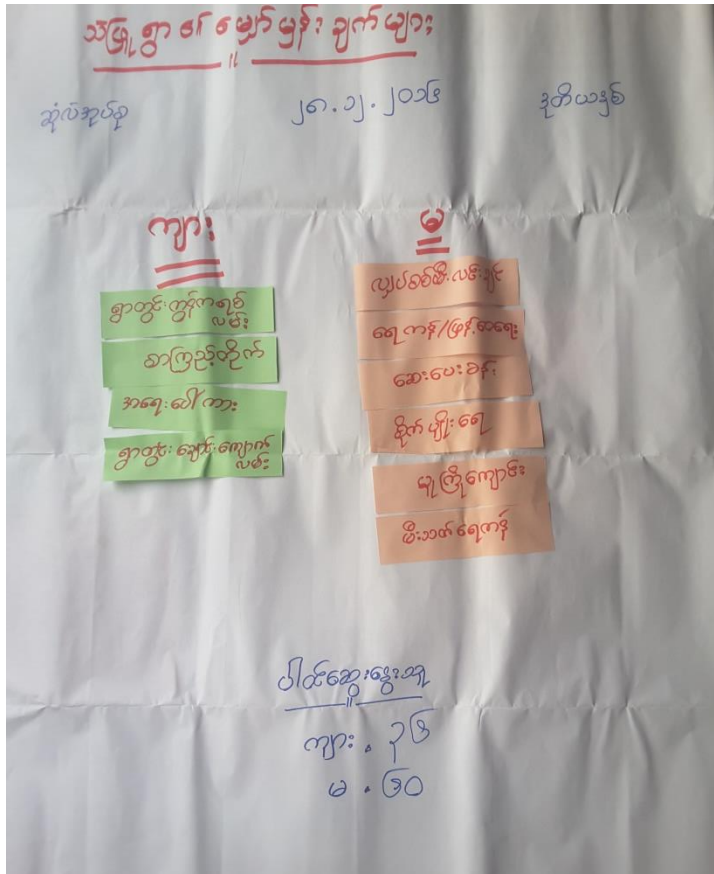 သဖြူရွာ ၏ မျှော်မှန်း ချက် များ
ဆုံလ်အုပ်စု ၂၈.၁၂.၂၀၁၆ ဒုတိယနှစ်
ကျား
ရွာတွင်း ကွန်ကရစ်
လမ်း
စာကြည့်တိုက်
အရေးပေါ်ကား
ရွာတွင်း ချောင်းကျောက်
လမ်း
မ
လျှပ်စစ်မီး လင်းချင်
ရေကန်/ဖြန့်ဝေရေး
ဆေးပေးခန်း
စိုက်ပျိုးရေ
မူကြိုကျောင်း
မီးသတ်ရေကန်
ပါဝင်ဆွေးနွေးသူ
ကျား . ၃၆
မ . ၆၀